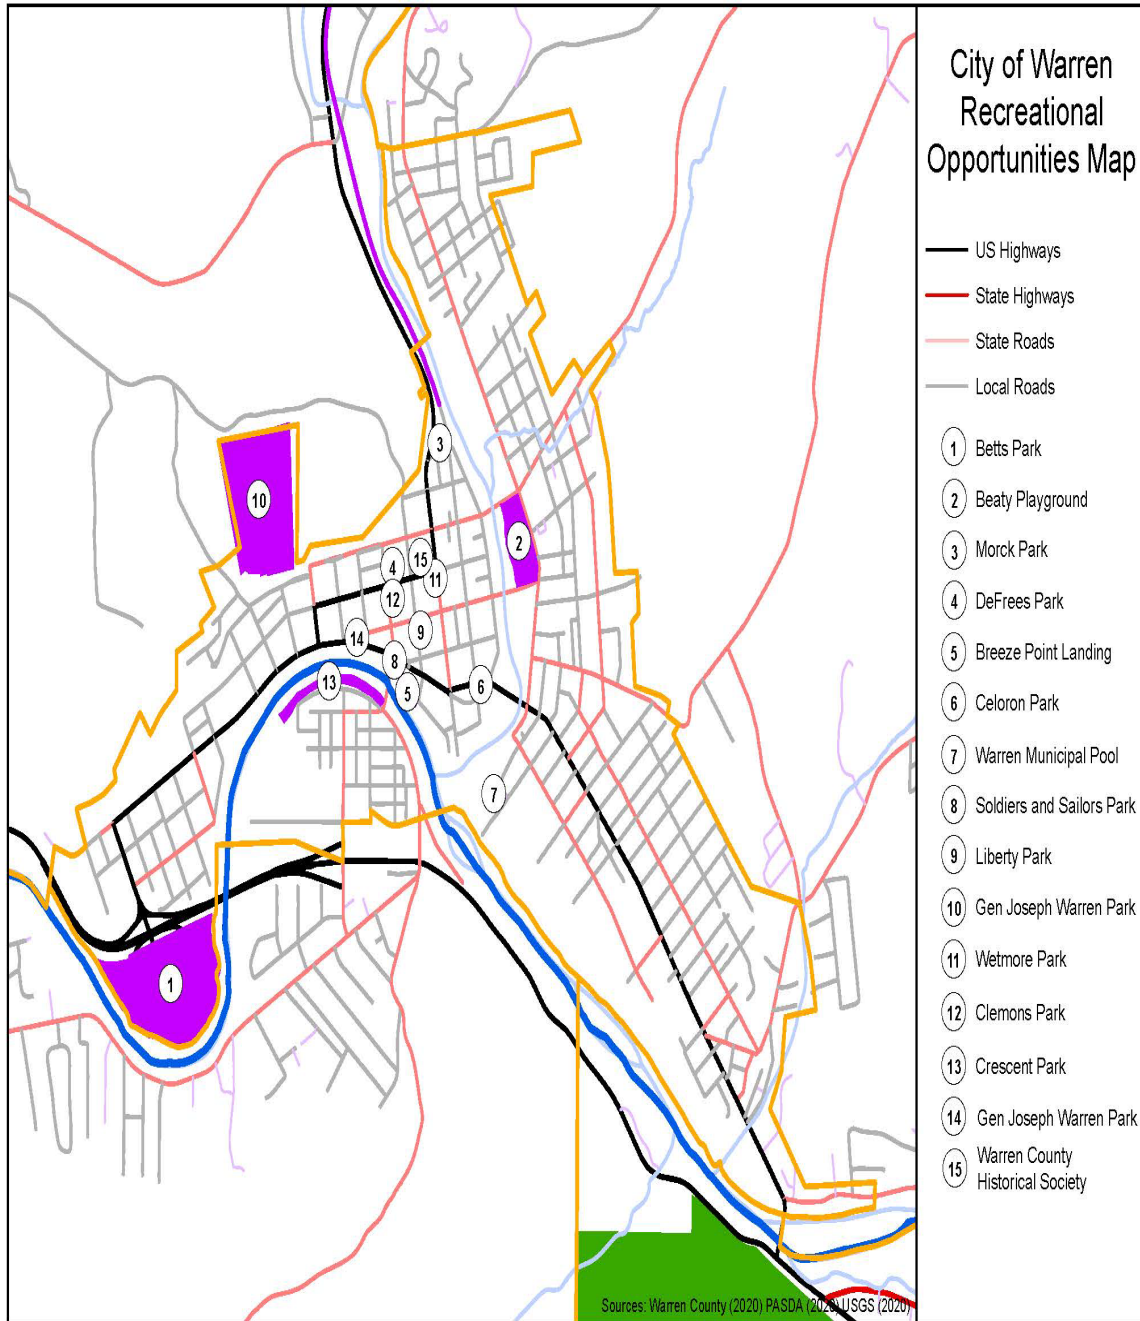 City of Warren
Recreational
Opportunities Map
US Highways
State Highways
State Roads
Local Roads
1 Betts Park
2 Beaty Playground
3 Morck Park
4 DeFrees Park
5 Breeze Point Landing
6 Celoron Park
7 Warren Municipal Pool
8 Soldiers and Sailors Park
9 Liberty Park
10 Gen Joseph Warren Park
11 Wetmore Park
12 Clemons Park
13 Crescent Park
14 Gen Joseph Warren Park
15 Warren County
Historical Society
3
10
2
15
4
11
12
9
14
8
13
5
6
7
1
Sources: Warren County (2020) PASDA (2020) USGS (2020)